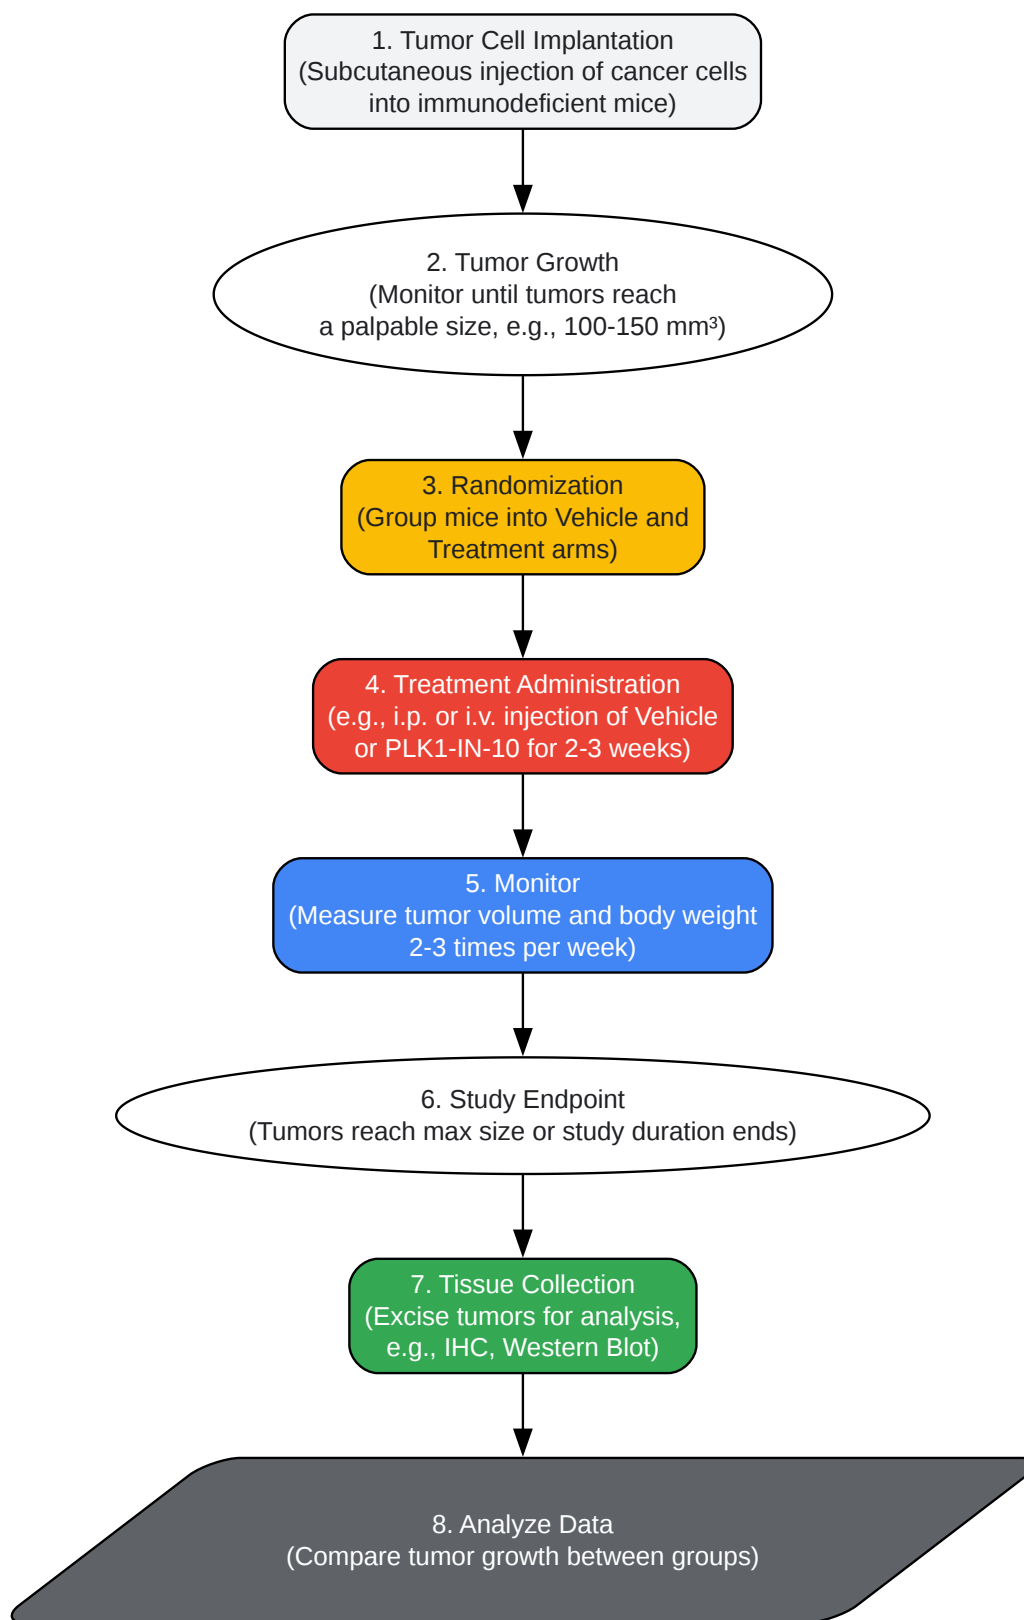 1. Tumor Cell Implantation
(Subcutaneous injection of cancer cells
into immunodeficient mice)
2. Tumor Growth
(Monitor until tumors reach
a palpable size, e.g., 100-150 mm³)
3. Randomization
(Group mice into Vehicle and
Treatment arms)
4. Treatment Administration
(e.g., i.p. or i.v. injection of Vehicle
or PLK1-IN-10 for 2-3 weeks)
5. Monitor
(Measure tumor volume and body weight
2-3 times per week)
6. Study Endpoint
(Tumors reach max size or study duration ends)
7. Tissue Collection
(Excise tumors for analysis,
e.g., IHC, Western Blot)
8. Analyze Data
(Compare tumor growth between groups)